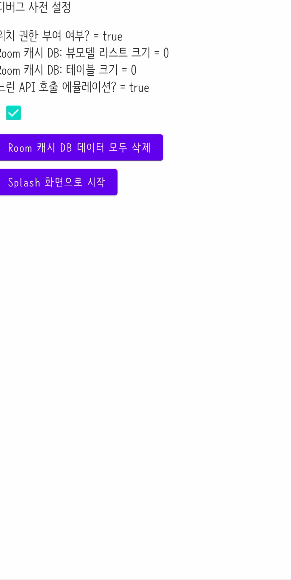 디버그 사전 설정
위치 권한 부여 여부? = true
Room 캐시 DB: 뷰모델 리스트 크기 = 0
Room 캐시 DB: 테이블 크기 = 0
느린 API 호출 에뮬레이션? = true
Room 캐시 DB 데이터 모두 삭제
Splash 화면으로 시작